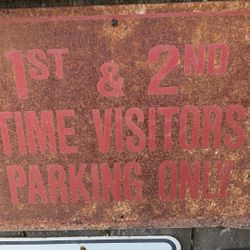 1ST & 2ND
TIME VISITORS
PARKING ONLY